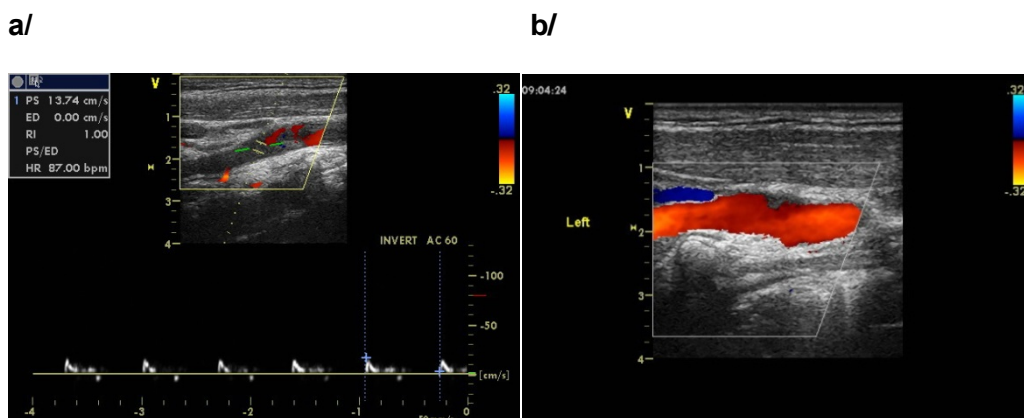 a/
b/
1 PS 13.74 cm/s
ED 0.00 cm/s
RI 1.00
PS/ED
HR 87.00 bpm
V
1
2
3
4
.32
-.32
INVERT AC 60
-100
-50
[cm/s]
-4
-3
-2
-1
0
09:04:24
V
1
Left
2
3
4
.32
-.32